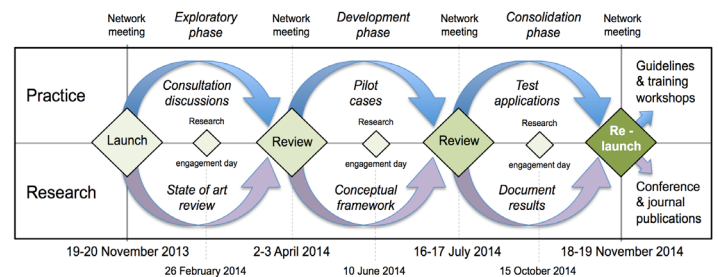 Network
meeting
Exploratory
phase
Network
meeting
Development
phase
Network
meeting
Consolidation
phase
Network
meeting
Practice
Consultation
discussions
Pilot
cases
Test
applications
Guidelines
& training
workshops
Launch
Research
engagement day
Review
Research
engagement day
Review
Research
engagement day
Re -
launch
Research
State of art
review
Conceptual
framework
Document
results
Conference
& journal
publications
19-20 November 2013
2-3 April 2014
16-17 July 2014
18-19 November 2014
26 February 2014
10 June 2014
15 October 2014